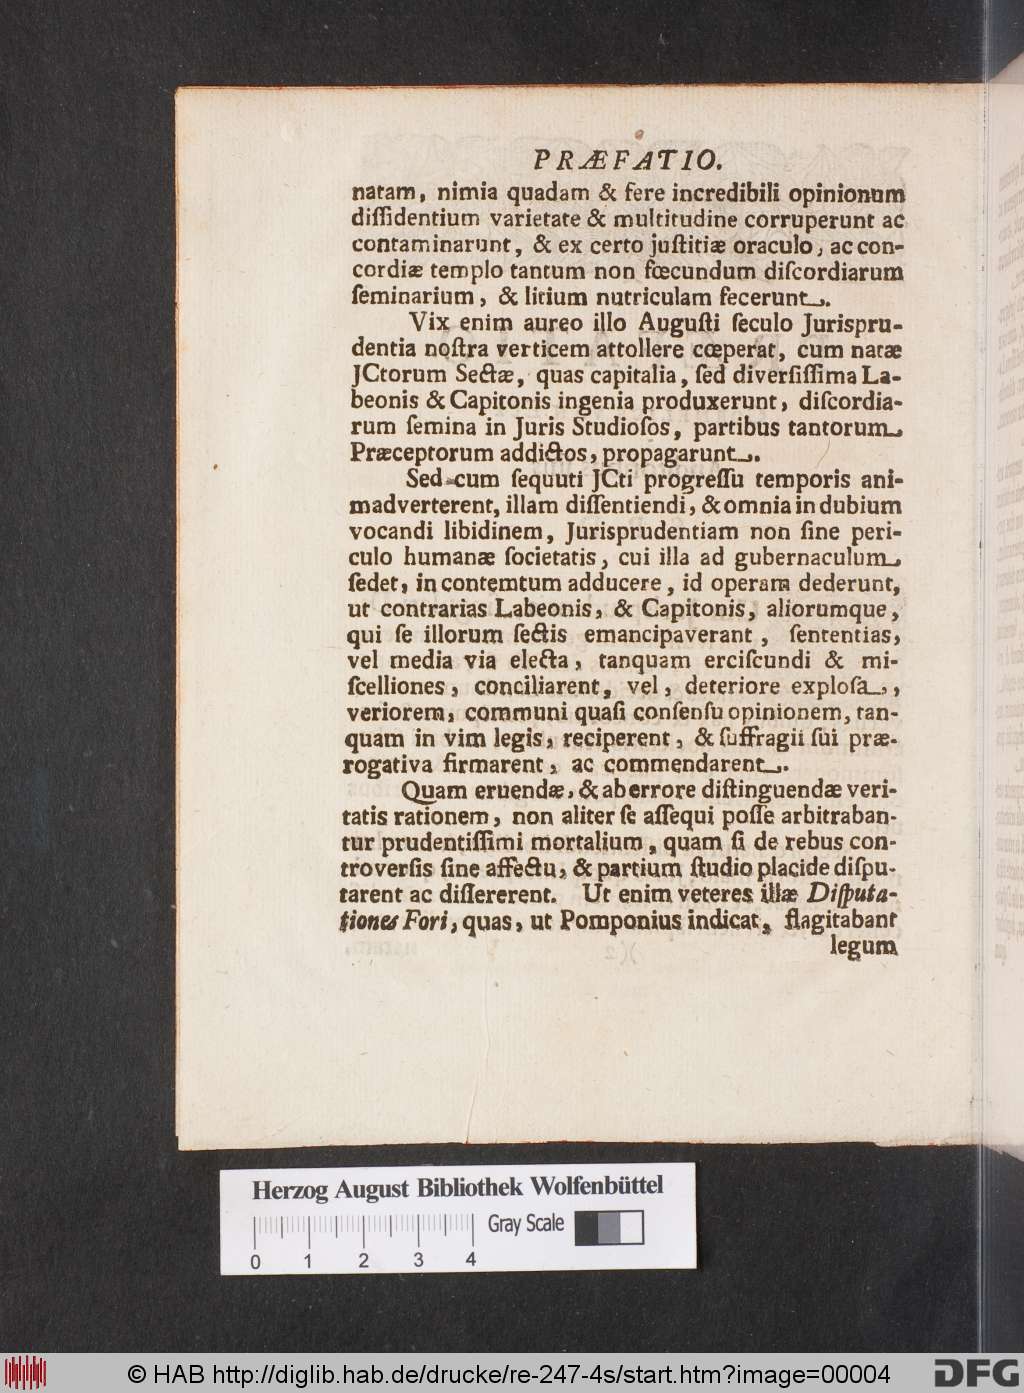 PRÆFATIO.
natam, nimia quadam & fere incredibili opinionum
diſſidentium varietate & multitudine corruperunt ac
contaminarunt, & ex certo juſtitiæ oraculo, ac con-
cordiæ templo tantum non fœcundum diſcordiarum
ſeminarium, & litium nutriculam fecerunt.
Vix enim aureo illo Auguſti ſeculo Jurispru-
dentia noſtra verticem attollere cœperat, cum natæ
JCtorum Sectæ, quas capitalia, ſed diverſiſſima La-
beonis & Capitonis ingenia produxerunt, diſcordia-
rum ſemina in Juris Studioſos, partibus tantorum
Præceptorum addictos, propagarunt.
Sed cum ſequuti JCti progreſſu temporis ani-
madverterent, illam diſſentiendi, & omnia in dubium
vocandi libidinem, Jurisprudentiam non ſine peri-
culo humanæ ſocietatis, cui illa ad gubernaculum
ſedet, in contemtum adducere, id operam dederunt,
ut contrarias Labeonis, & Capitonis, aliorumque,
qui ſe illorum ſectis emancipaverant, ſententias,
vel media via electa, tanquam erciſcundi & mi-
ſcelliones, conciliarent, vel, deteriore exploſa,,
veriorem, communi quaſi conſenſu opinionem, tan-
quam in vim legis, reciperent, & ſuffragii ſui præ-
rogativa firmarent, ac commendarent.
Quam eruendæ, & ab errore diſtinguendæ veri-
tatis rationem, non aliter ſe aſſequi poſſe arbitraban-
tur prudentiſſimi mortalium, quam ſi de rebus con-
troverſis ſine affectu, & partium ſtudio placide diſpu-
tarent ac diſſererent. Ut enim veteres illæ Diſputa-
tiones Fori, quas, ut Pomponius indicat, flagitabant
legum
Herzog August Bibliothek Wolfenbüttel
Gray Scale
0 1 2 3 4
© HAB http://diglib.hab.de/drucke/re-247-4s/start.htm?image=00004
DFG